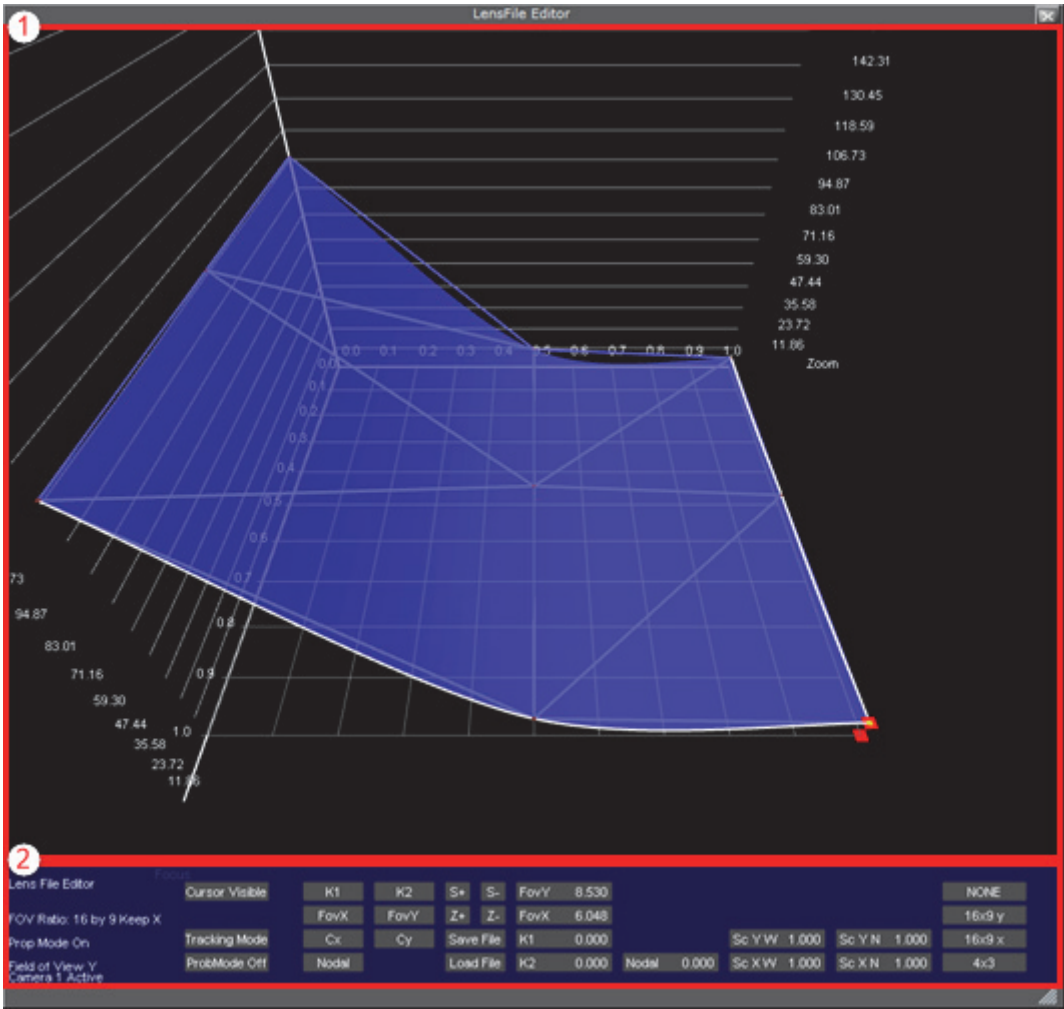 LensFile Editor
1
142.31
130.45
118.59
106.73
94.87
83.01
71.16
59.30
47.44
35.58
23.72
11.86
Zoom
0.0 0.1 0.2 0.3 0.4 0.5 0.6 0.7 0.8 0.9 1.0
0.0
0.1
0.2
0.3
0.4
0.5
0.6
0.7
0.8
0.9
1.0
73
94.87
83.01
71.16
59.30
47.44
35.58
23.72
11.86
2
Focus
Lens File Editor
Cursor Visible K1 K2 S+ S- FovY 8.530 NONE
FOV Ratio: 16 by 9 Keep X
FovX FovY Z+ Z- FovX 6.048 16x9 y
Prop Mode On
Tracking Mode Cx Cy Save File K1 0.000 Sc Y W 1.000 Sc Y N 1.000 16x9 x
Field of View Y
ProbMode Off Nodal Load File K2 0.000 Nodal 0.000 Sc X W 1.000 Sc X N 1.000 4x3
Camera 1 Active